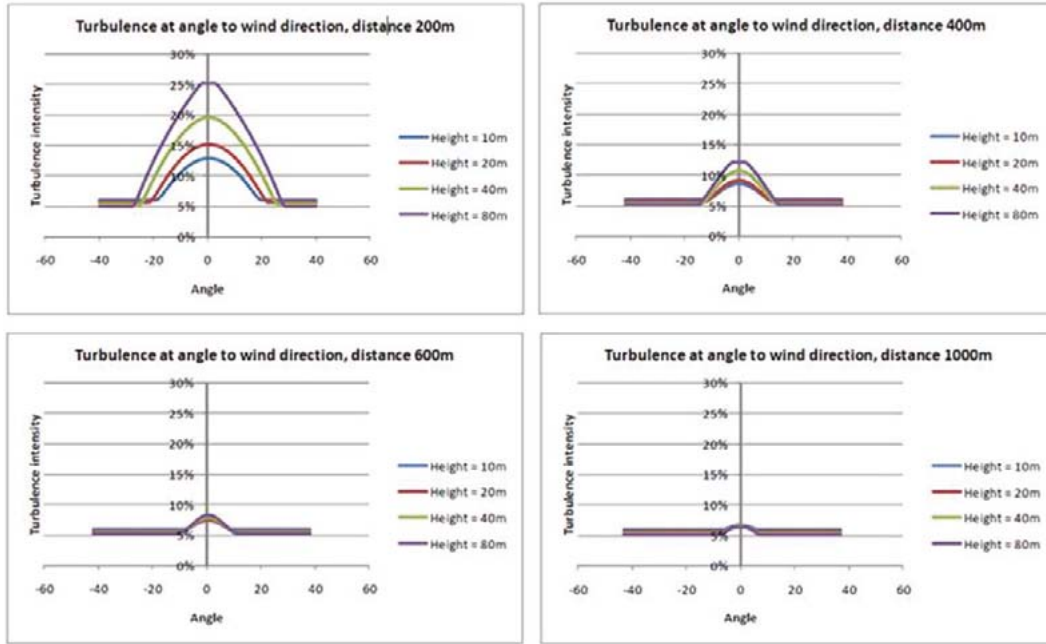 Turbulence at angle to wind direction, distance 200m
30%
25%
20%
15%
10%
5%
0%
-60 -40 -20 0 20 40 60
Turbulence intensity
Angle
Height = 10m
Height = 20m
Height = 40m
Height = 80m
Turbulence at angle to wind direction, distance 400m
30%
25%
20%
15%
10%
5%
0%
-60 -40 -20 0 20 40 60
Turbulence intensity
Angle
Height = 10m
Height = 20m
Height = 40m
Height = 80m
Turbulence at angle to wind direction, distance 600m
30%
25%
20%
15%
10%
5%
0%
-60 -40 -20 0 20 40 60
Turbulence intensity
Angle
Height = 10m
Height = 20m
Height = 40m
Height = 80m
Turbulence at angle to wind direction, distance 1000m
30%
25%
20%
15%
10%
5%
0%
-60 -40 -20 0 20 40 60
Turbulence intensity
Angle
Height = 10m
Height = 20m
Height = 40m
Height = 80m